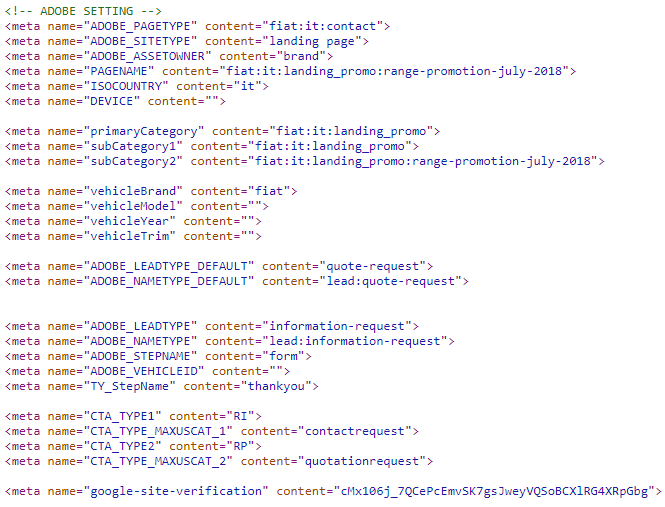 <!-- ADOBE SETTING -->
<meta name="ADOBE_PAGETYPE" content="fiat:it:contact">
<meta name="ADOBE_SITETYPE" content="landing page">
<meta name="ADOBE_ASSETOWNER" content="brand">
<meta name="PAGENAME" content="fiat:it:landing_promo:range-promotion-july-2018">
<meta name="ISOCOUNTRY" content="it">
<meta name="DEVICE" content="">
<meta name="primaryCategory" content="fiat:it:landing_promo">
<meta name="subCategory1" content="fiat:it:landing_promo">
<meta name="subCategory2" content="fiat:it:landing_promo:range-promotion-july-2018">
<meta name="vehicleBrand" content="fiat">
<meta name="vehicleModel" content="">
<meta name="vehicleYear" content="">
<meta name="vehicleTrim" content="">
<meta name="ADOBE_LEADTYPE_DEFAULT" content="quote-request">
<meta name="ADOBE_NAMETYPE_DEFAULT" content="lead:quote-request">
<meta name="ADOBE_LEADTYPE" content="information-request">
<meta name="ADOBE_NAMETYPE" content="lead:information-request">
<meta name="ADOBE_STEPNAME" content="form">
<meta name="ADOBE_VEHICLEID" content="">
<meta name="TY_StepName" content="thankyou">
<meta name="CTA_TYPE1" content="RI">
<meta name="CTA_TYPE_MAXUSCAT_1" content="contactrequest">
<meta name="CTA_TYPE2" content="RP">
<meta name="CTA_TYPE_MAXUSCAT_2" content="quotationrequest">
<meta name="google-site-verification" content="cMx106j_7QCePcEmvSK7gsJweyVQSoBCXlRG4XRpGbg">